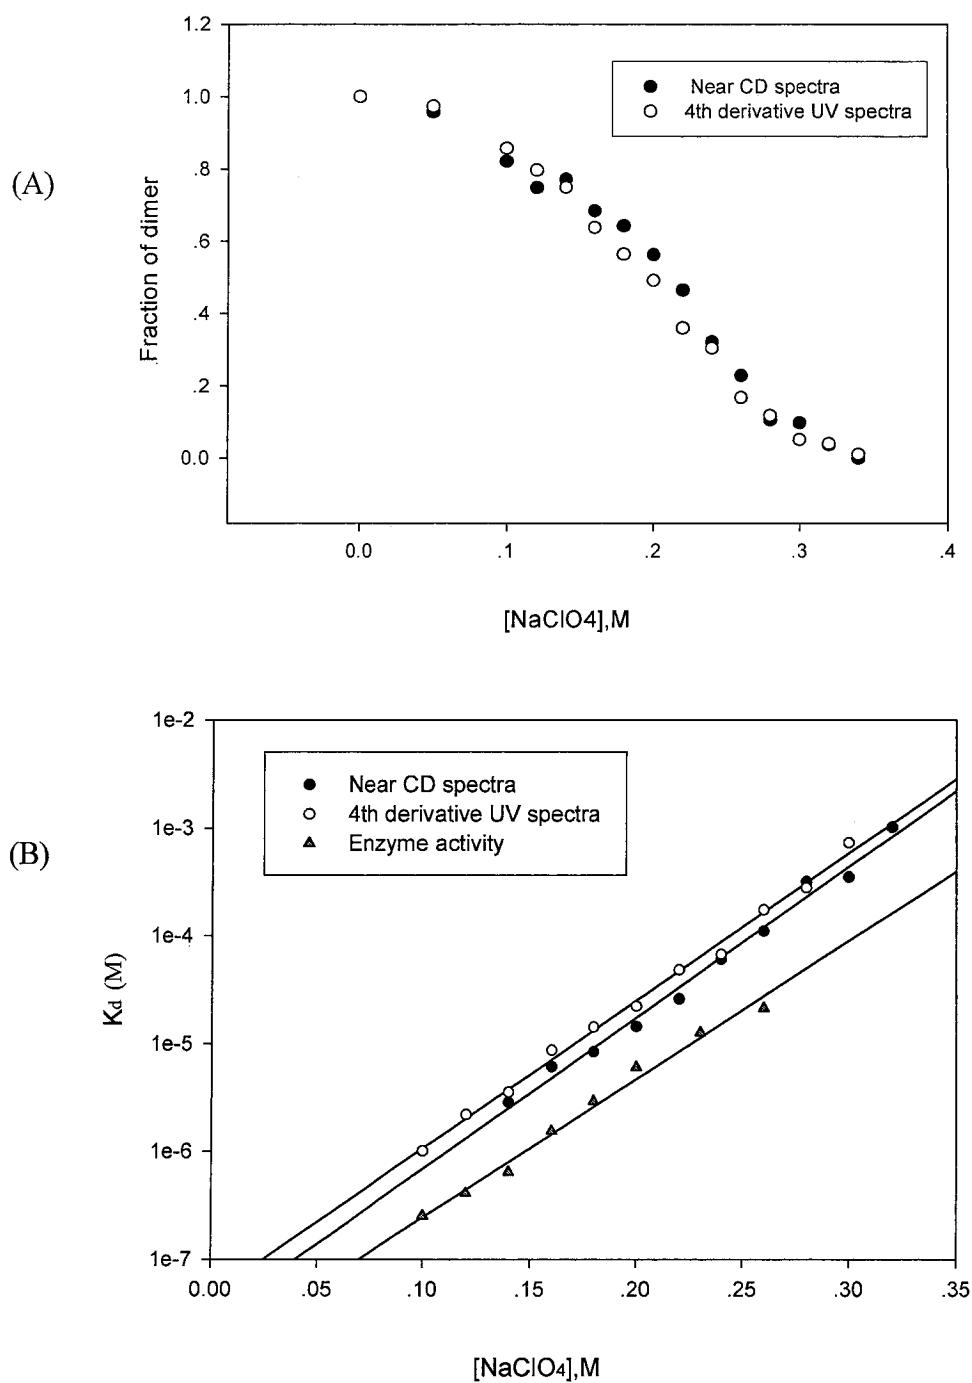 (A)
1.2
1.0
.8
.6
.4
.2
0.0
Fraction of dimer
Near CD spectra
4th derivative UV spectra
0.0 .1 .2 .3 .4
[NaClO4],M
(B)
1e-2
1e-3
1e-4
1e-5
1e-6
1e-7
Kd (M)
Near CD spectra
4th derivative UV spectra
Enzyme activity
0.00 .05 .10 .15 .20 .25 .30 .35
[NaClO4],M